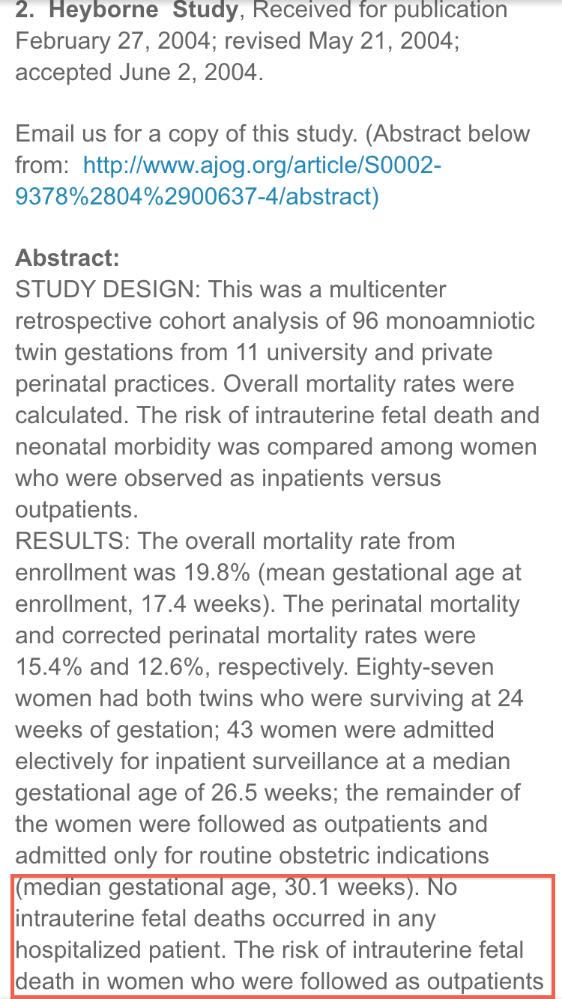 2. Heyborne Study, Received for publication
February 27, 2004; revised May 21, 2004;
accepted June 2, 2004.
Email us for a copy of this study. (Abstract below
from: http://www.ajog.org/article/S0002-
9378%2804%2900637-4/abstract)
Abstract:
STUDY DESIGN: This was a multicenter
retrospective cohort analysis of 96 monoamniotic
twin gestations from 11 university and private
perinatal practices. Overall mortality rates were
calculated. The risk of intrauterine fetal death and
neonatal morbidity was compared among women
who were observed as inpatients versus
outpatients.
RESULTS: The overall mortality rate from
enrollment was 19.8% (mean gestational age at
enrollment, 17.4 weeks). The perinatal mortality
and corrected perinatal mortality rates were
15.4% and 12.6%, respectively. Eighty-seven
women had both twins who were surviving at 24
weeks of gestation; 43 women were admitted
electively for inpatient surveillance at a median
gestational age of 26.5 weeks; the remainder of
the women were followed as outpatients and
admitted only for routine obstetric indications
(median gestational age, 30.1 weeks). No
intrauterine fetal deaths occurred in any
hospitalized patient. The risk of intrauterine fetal
death in women who were followed as outpatients